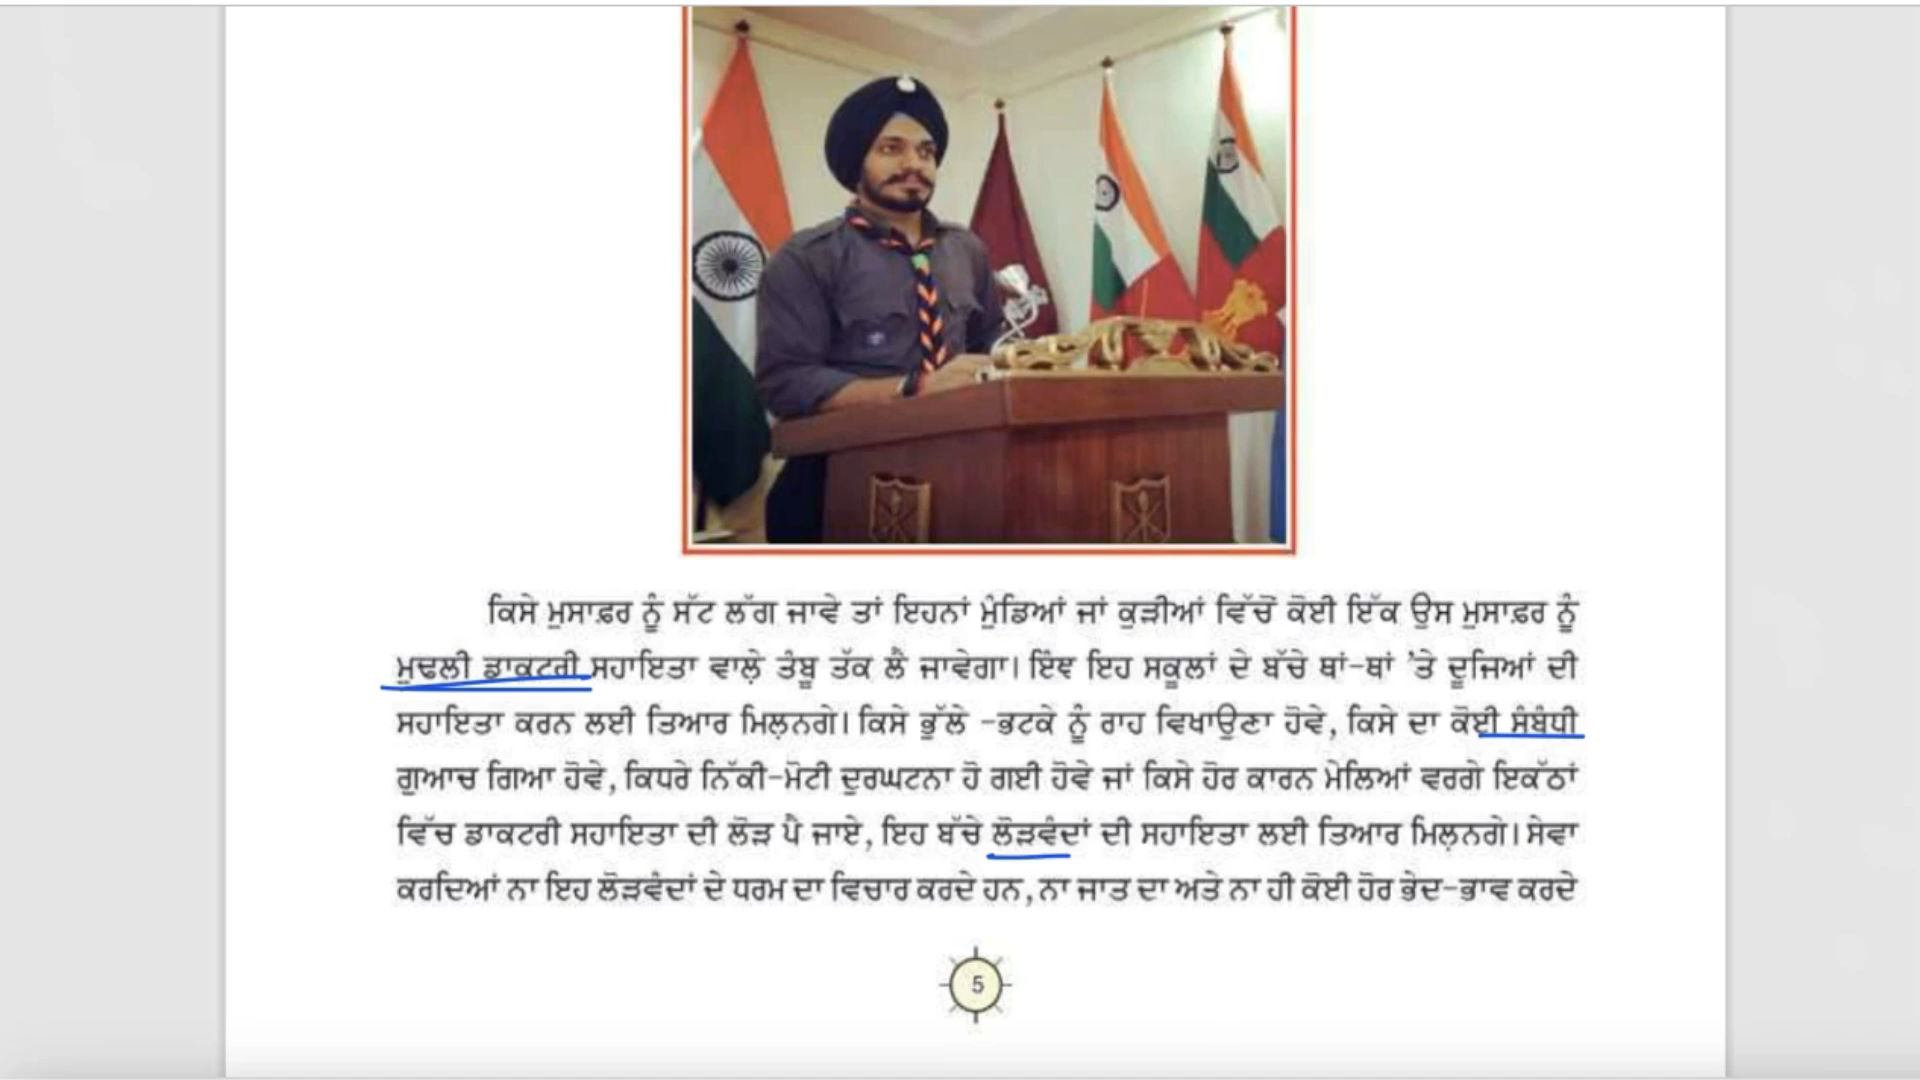 ਕਿਸੇ ਮੁਸਾਫ਼ਰ ਨੂੰ ਸੱਟ ਲੱਗ ਜਾਵੇ ਤਾਂ ਇਹਨਾਂ ਮੁੰਡਿਆਂ ਜਾਂ ਕੁੜੀਆਂ ਵਿੱਚੋਂ ਕੋਈ ਇੱਕ ਉਸ ਮੁਸਾਫ਼ਰ ਨੂੰ
ਮੁਢਲੀ ਡਾਕਟਰੀ ਸਹਾਇਤਾ ਵਾਲ਼ੇ ਤੰਬੂ ਤੱਕ ਲੈ ਜਾਵੇਗਾ। ਇੰਞ ਇਹ ਸਕੂਲਾਂ ਦੇ ਬੱਚੇ ਥਾਂ-ਥਾਂ 'ਤੇ ਦੂਜਿਆਂ ਦੀ
ਸਹਾਇਤਾ ਕਰਨ ਲਈ ਤਿਆਰ ਮਿਲ਼ਨਗੇ। ਕਿਸੇ ਭੁੱਲੇ -ਭਟਕੇ ਨੂੰ ਰਾਹ ਵਿਖਾਉਣਾ ਹੋਵੇ, ਕਿਸੇ ਦਾ ਕੋਈ ਸੰਬੰਧੀ
ਗੁਆਚ ਗਿਆ ਹੋਵੇ, ਕਿਧਰੇ ਨਿੱਕੀ-ਮੋਟੀ ਦੁਰਘਟਨਾ ਹੋ ਗਈ ਹੋਵੇ ਜਾਂ ਕਿਸੇ ਹੋਰ ਕਾਰਨ ਮੇਲਿਆਂ ਵਰਗੇ ਇਕੱਠਾਂ
ਵਿੱਚ ਡਾਕਟਰੀ ਸਹਾਇਤਾ ਦੀ ਲੋੜ ਪੈ ਜਾਏ, ਇਹ ਬੱਚੇ ਲੋੜਵੰਦਾਂ ਦੀ ਸਹਾਇਤਾ ਲਈ ਤਿਆਰ ਮਿਲ਼ਨਗੇ। ਸੇਵਾ
ਕਰਦਿਆਂ ਨਾ ਇਹ ਲੋੜਵੰਦਾਂ ਦੇ ਧਰਮ ਦਾ ਵਿਚਾਰ ਕਰਦੇ ਹਨ, ਨਾ ਜਾਤ ਦਾ ਅਤੇ ਨਾ ਹੀ ਕੋਈ ਹੋਰ ਭੇਦ-ਭਾਵ ਕਰਦੇ
5